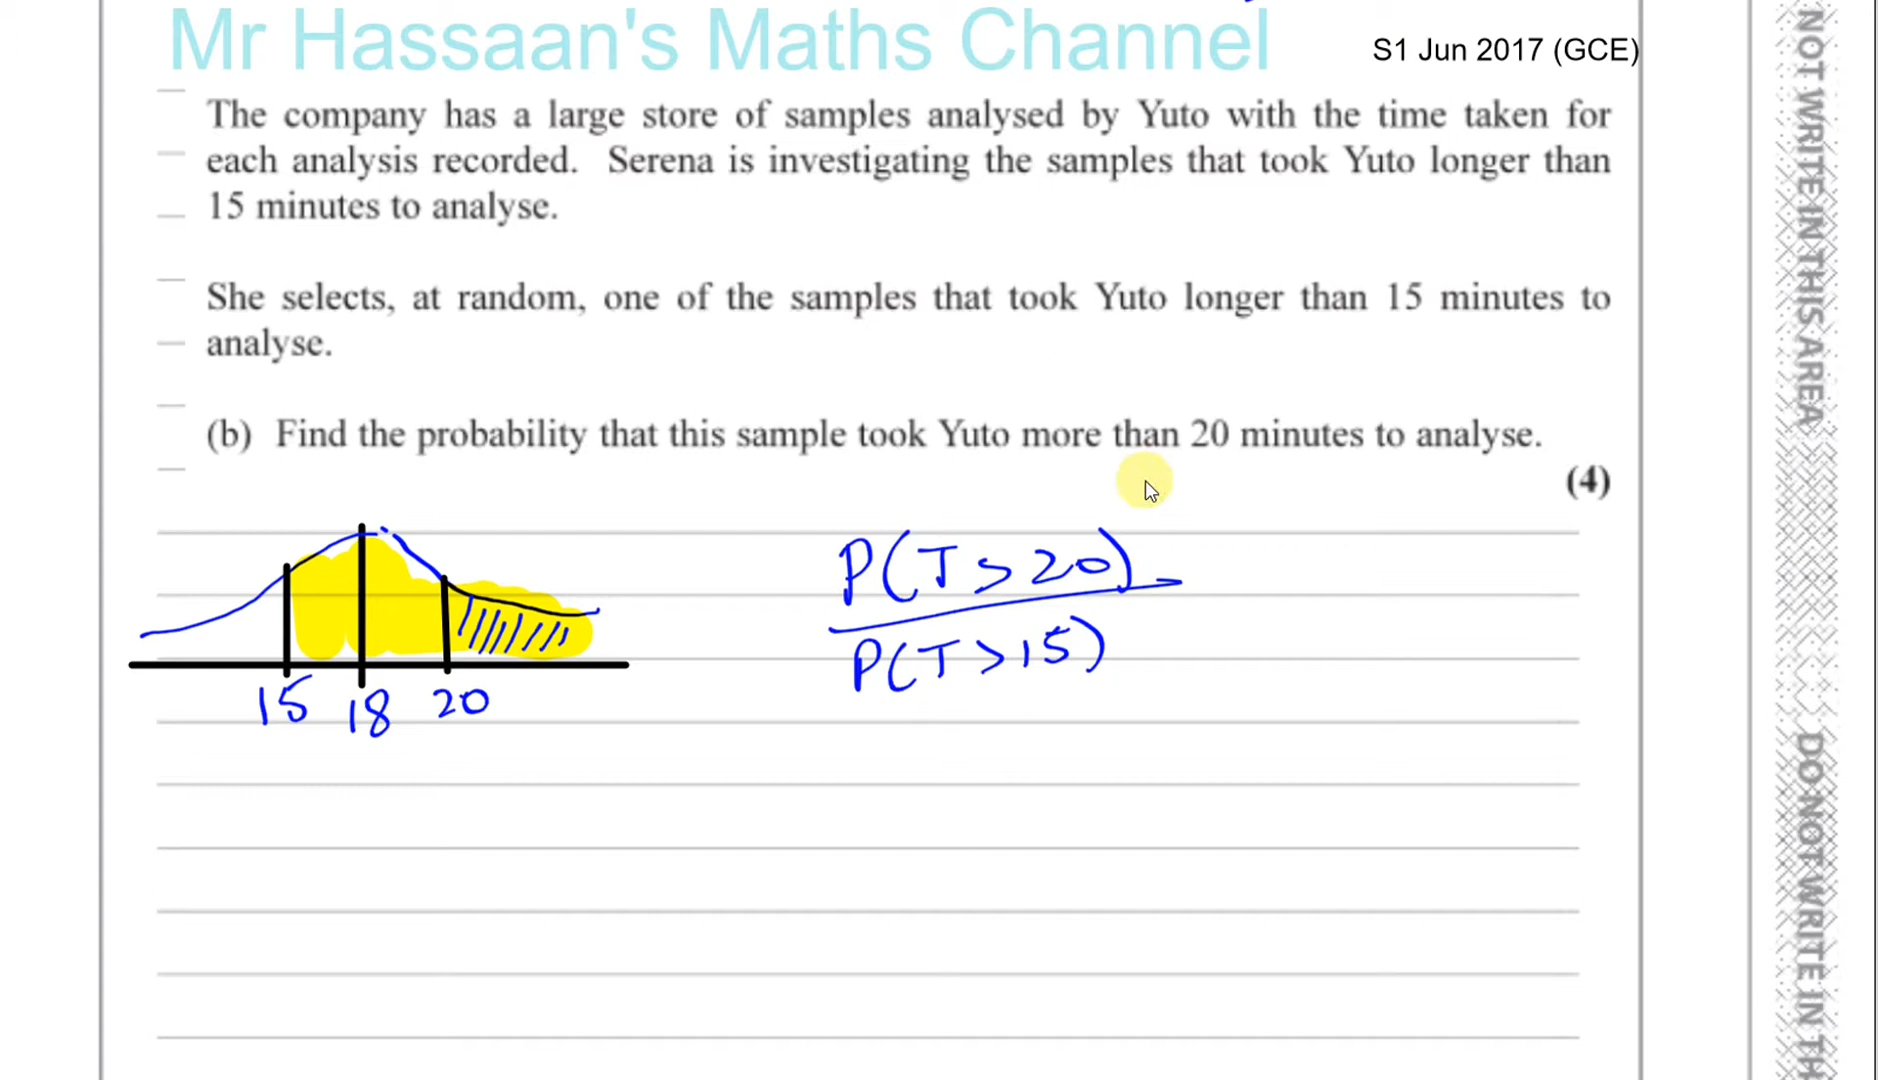 Mr Hassaan's Maths Channel
S1 Jun 2017 (GCE)
The company has a large store of samples analysed by Yuto with the time taken for
each analysis recorded. Serena is investigating the samples that took Yuto longer than
15 minutes to analyse.
She selects, at random, one of the samples that took Yuto longer than 15 minutes to
analyse.
(b) Find the probability that this sample took Yuto more than 20 minutes to analyse.
(4)
P(T > 20)
P(T > 15)
15 18 20
NOT WRITE IN THIS AREA
DO NOT WRITE IN TH